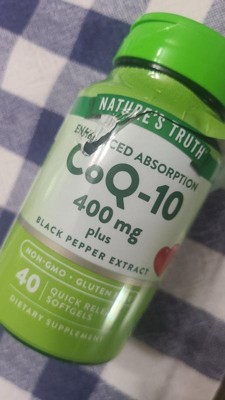 NATURE'S TRUTH
CED ABSORPTION
CoQ-10
400 mg
plus
BLACK PEPPER EXTRACT
NON-GMO • GLUTEN
40
QUICK RELE
SOFTGELS
DIETARY SUPPLEMENT